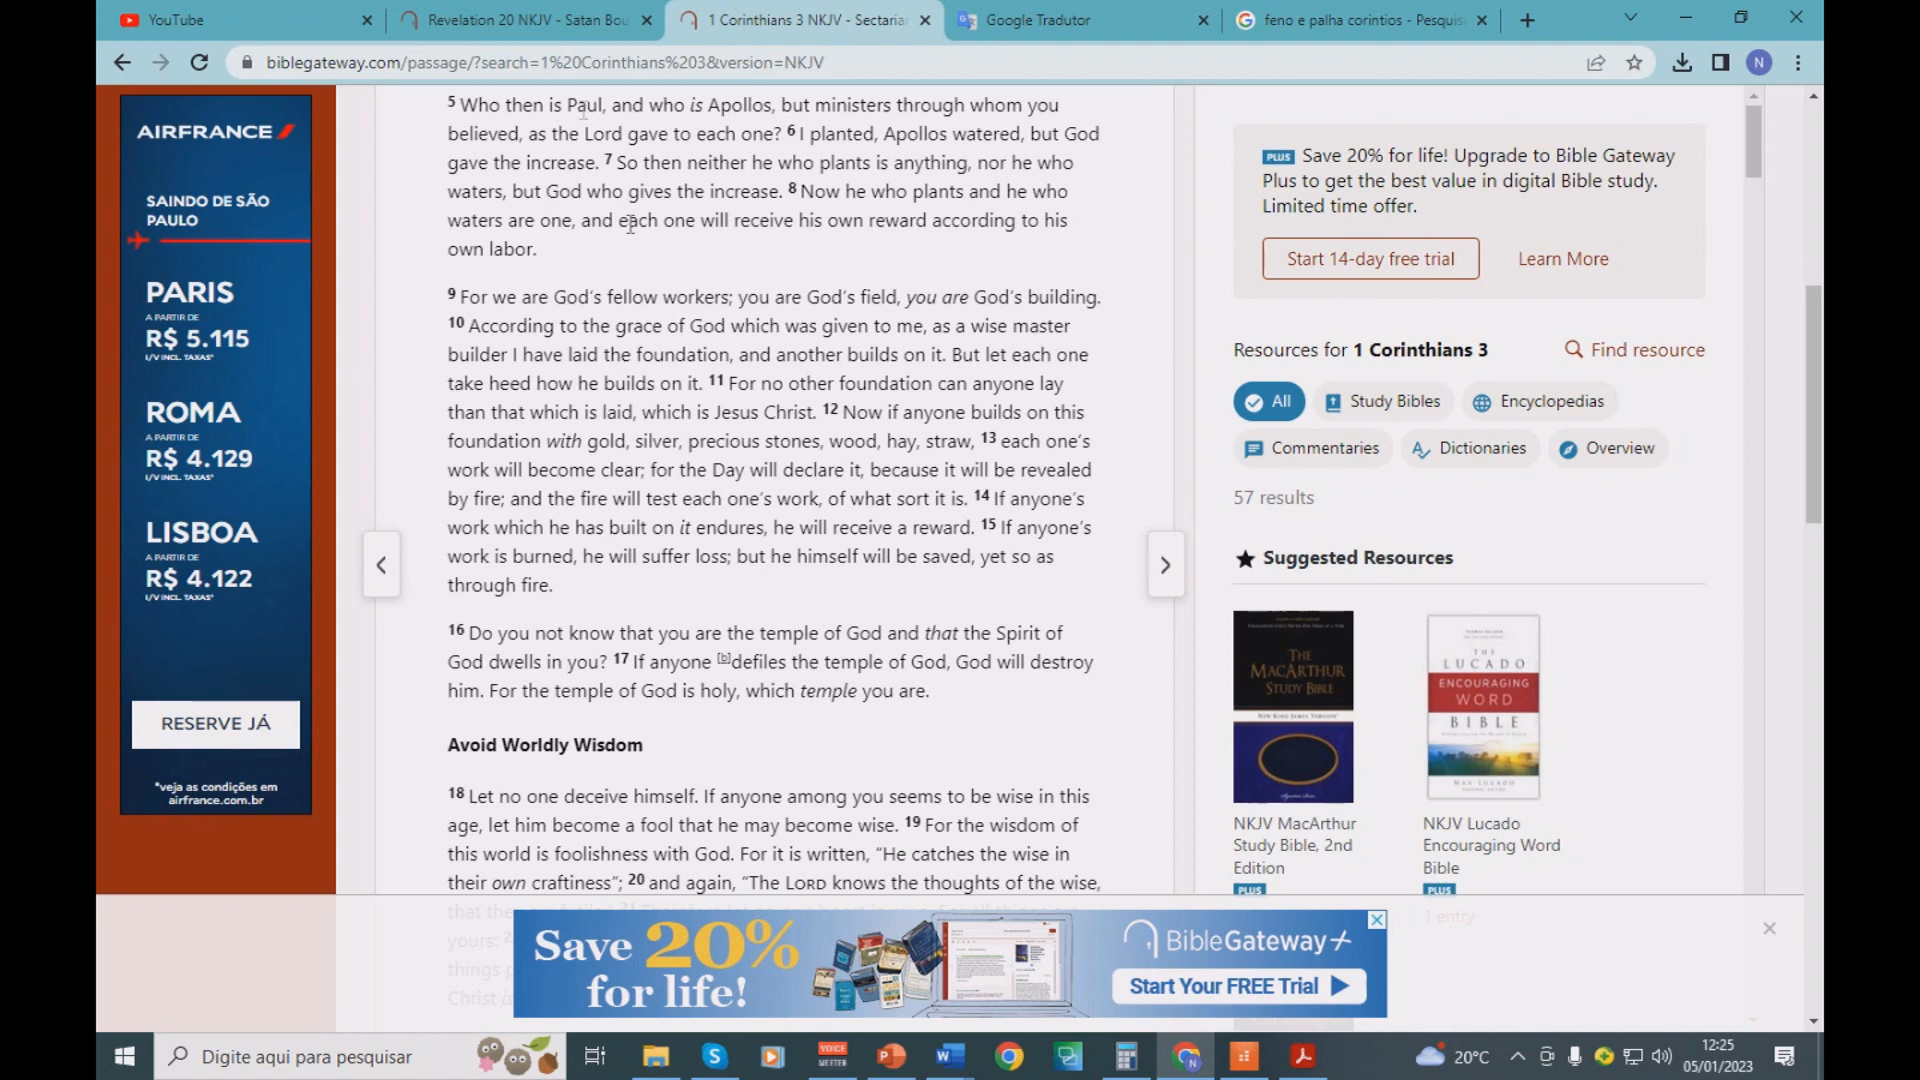 YouTube
Revelation 20 NKJV - Satan Bou
1 Corinthians 3 NKJV - Sectarian
Google Tradutor
feno e palha corintios - Pesquis
biblegateway.com/passage/?search=1%20Corinthians%203&version=NKJV
N
AIRFRANCE
SAINDO DE SÃO
PAULO
PARIS
A PARTIR DE
R$ 5.115
I/V INCL. TAXAS*
ROMA
A PARTIR DE
R$ 4.129
I/V INCL. TAXAS*
LISBOA
A PARTIR DE
R$ 4.122
I/V INCL. TAXAS*
RESERVE JÁ
*veja as condições em
airfrance.com.br
5 Who then is Paul, and who is Apollos, but ministers through whom you
believed, as the Lord gave to each one? 6 I planted, Apollos watered, but God
gave the increase. 7 So then neither he who plants is anything, nor he who
waters, but God who gives the increase. 8 Now he who plants and he who
waters are one, and each one will receive his own reward according to his
own labor.
9 For we are God's fellow workers; you are God's field, you are God's building.
10 According to the grace of God which was given to me, as a wise master
builder I have laid the foundation, and another builds on it. But let each one
take heed how he builds on it. 11 For no other foundation can anyone lay
than that which is laid, which is Jesus Christ. 12 Now if anyone builds on this
foundation with gold, silver, precious stones, wood, hay, straw, 13 each one's
work will become clear; for the Day will declare it, because it will be revealed
by fire; and the fire will test each one's work, of what sort it is. 14 If anyone's
work which he has built on it endures, he will receive a reward. 15 If anyone's
work is burned, he will suffer loss; but he himself will be saved, yet so as
through fire.
16 Do you not know that you are the temple of God and that the Spirit of
God dwells in you? 17 If anyone [b]defiles the temple of God, God will destroy
him. For the temple of God is holy, which temple you are.
Avoid Worldly Wisdom
18 Let no one deceive himself. If anyone among you seems to be wise in this
age, let him become a fool that he may become wise. 19 For the wisdom of
this world is foolishness with God. For it is written, “He catches the wise in
their own craftiness”; 20 and again, “The LORD knows the thoughts of the wise,
that the
yours:
things p
Christ is
PLUS Save 20% for life! Upgrade to Bible Gateway
Plus to get the best value in digital Bible study.
Limited time offer.
Start 14-day free trial
Learn More
Resources for 1 Corinthians 3
Find resource
All
Study Bibles
Encyclopedias
Commentaries
Dictionaries
Overview
57 results
Suggested Resources
THE
MACARTHUR
STUDY BIBLE
NEW KING JAMES VERSION
THE
LUCADO
ENCOURAGING
WORD
BIBLE
MAX LUCADO
NKJV MacArthur
Study Bible, 2nd
Edition
PLUS
NKJV Lucado
Encouraging Word
Bible
PLUS
1 entry
Save 20%
for life!
BibleGateway+
Start Your FREE Trial
Digite aqui para pesquisar
VOICE
MEETER
20°C
12:25
05/01/2023